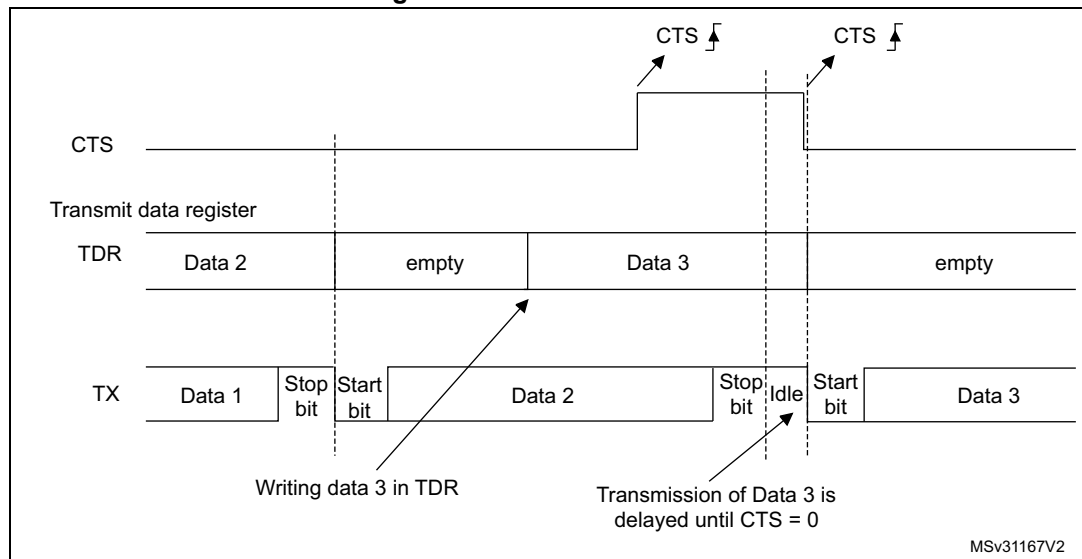 CTS CTS
CTS
Transmit data register
TDR Data 2 empty Data 3 empty
TX Data 1 Stop bit Start bit Data 2 Stop bit Idle Start bit Data 3
Writing data 3 in TDR
Transmission of Data 3 is
delayed until CTS = 0
MSv31167V2